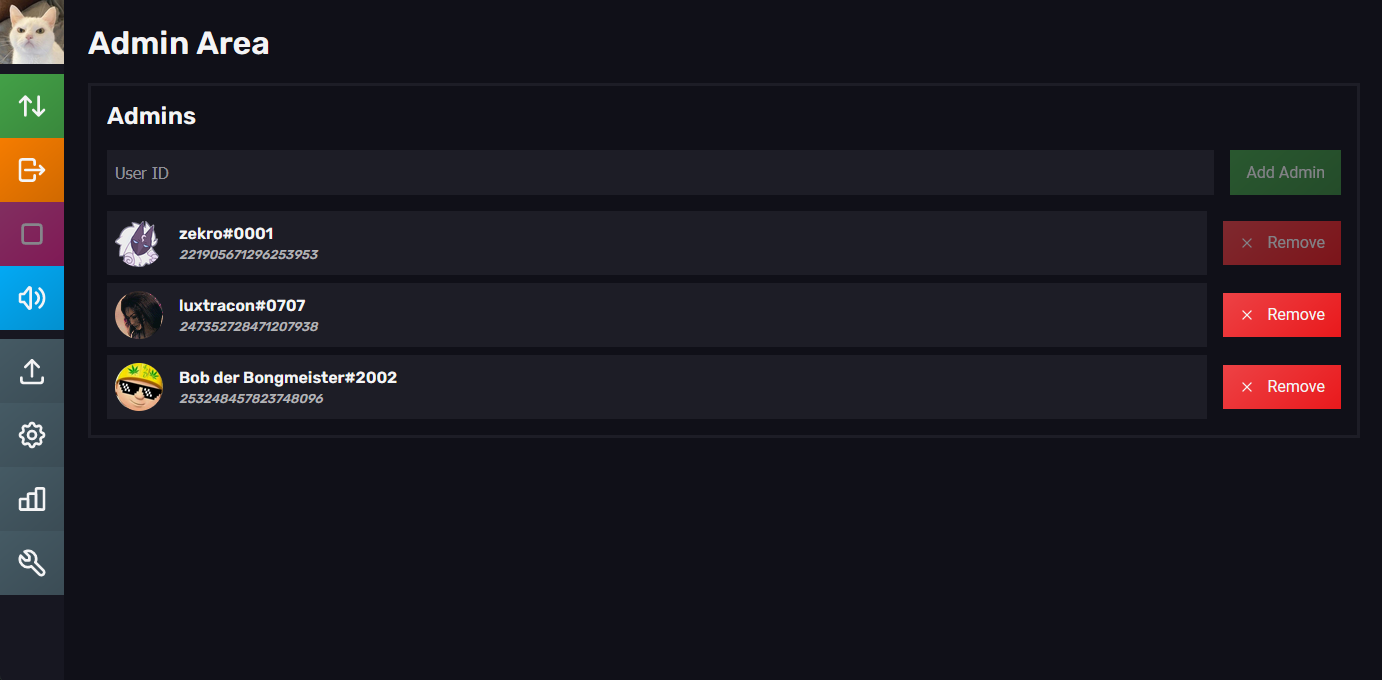 Admin Area
Admins
User ID
Add Admin
zekro#0001
221905671296253953
Remove
luxtracon#0707
247352728471207938
Remove
Bob der Bongmeister#2002
253248457823748096
Remove